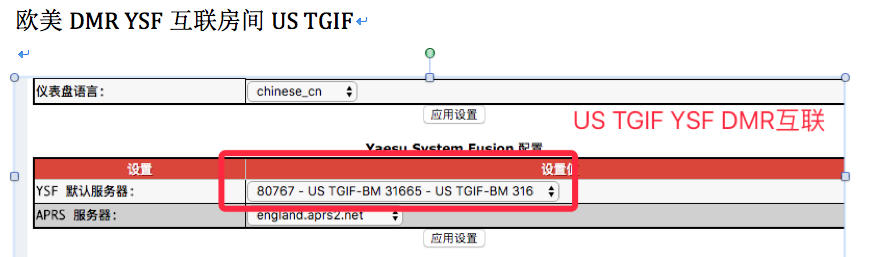 欧美 DMR YSF 互联房间 US TGIF
仪表盘语言:
chinese_cn
应用设置
US TGIF YSF DMR互联
Yaesu System Fusion 配置
设置
设置值
YSF 默认服务器:
80767 - US TGIF-BM 31665 - US TGIF-BM 316
APRS 服务器:
england.aprs2.net
应用设置